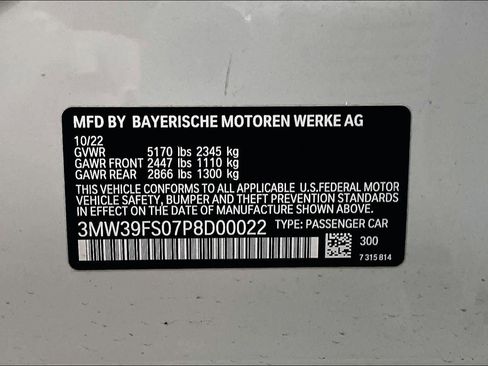 MFD BY BAYERISCHE MOTOREN WERKE AG
10/22
GVWR 5170 lbs 2345 kg
GAWR FRONT 2447 lbs 1110 kg
GAWR REAR 2866 lbs 1300 kg
THIS VEHICLE CONFORMS TO ALL APPLICABLE U.S.FEDERAL MOTOR
VEHICLE SAFETY, BUMPER, AND THEFT PREVENTION STANDARDS
IN EFFECT ON THE DATE OF MANUFACTURE SHOWN ABOVE.
3MW39FS07P8D00022 TYPE: PASSENGER CAR
300
7 315 814